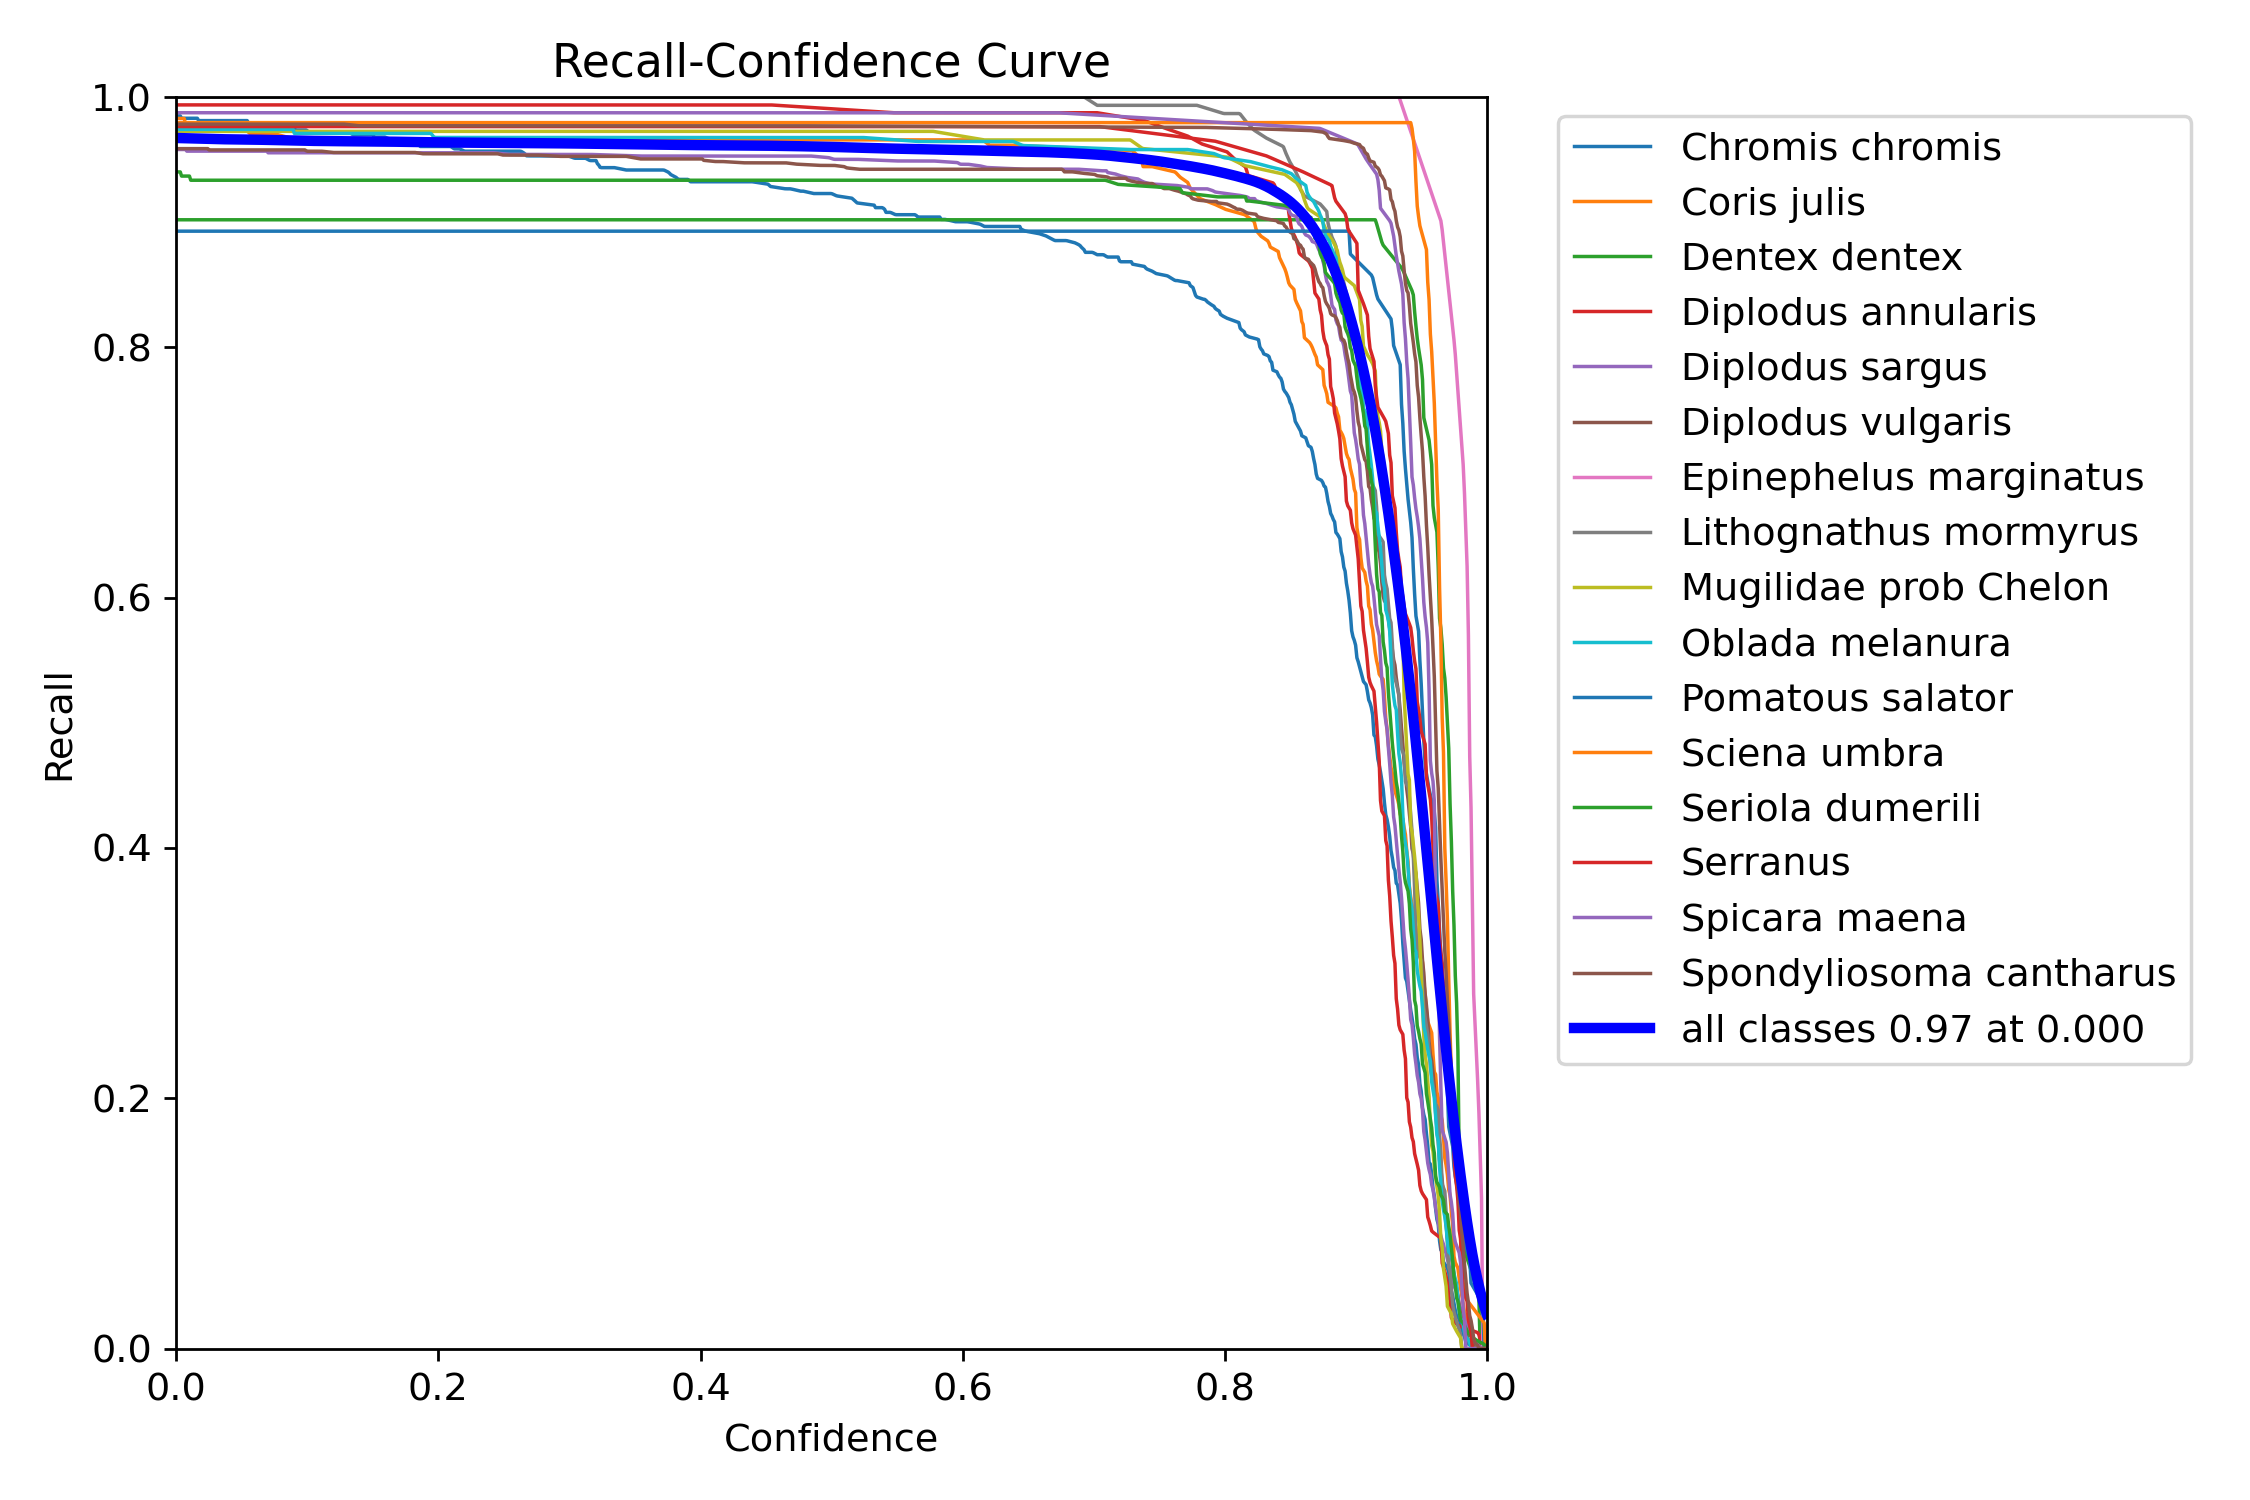 Recall-Confidence Curve
1.0
0.8
0.6
0.4
0.2
0.0
Recall
0.0 0.2 0.4 0.6 0.8 1.0
Confidence
Chromis chromis
Coris julis
Dentex dentex
Diplodus annularis
Diplodus sargus
Diplodus vulgaris
Epinephelus marginatus
Lithognathus mormyrus
Mugilidae prob Chelon
Oblada melanura
Pomatous salator
Sciena umbra
Seriola dumerili
Serranus
Spicara maena
Spondyliosoma cantharus
all classes 0.97 at 0.000